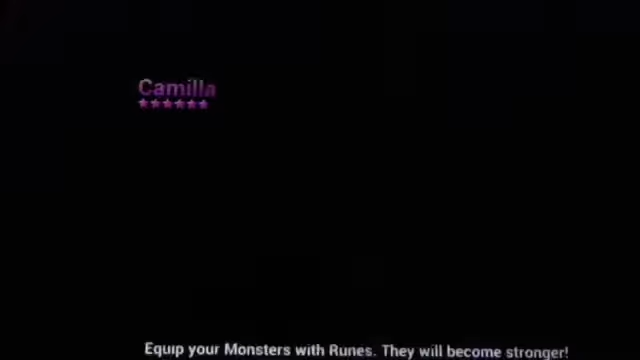 Camilla
★★★★★★
Equip your Monsters with Runes. They will become stronger!